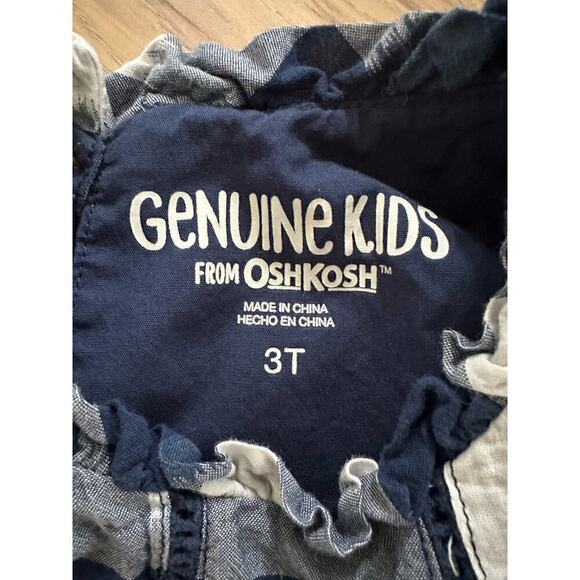 GENUINE KIDS
FROM OSHKOSH™
MADE IN CHINA
HECHO EN CHINA
3T